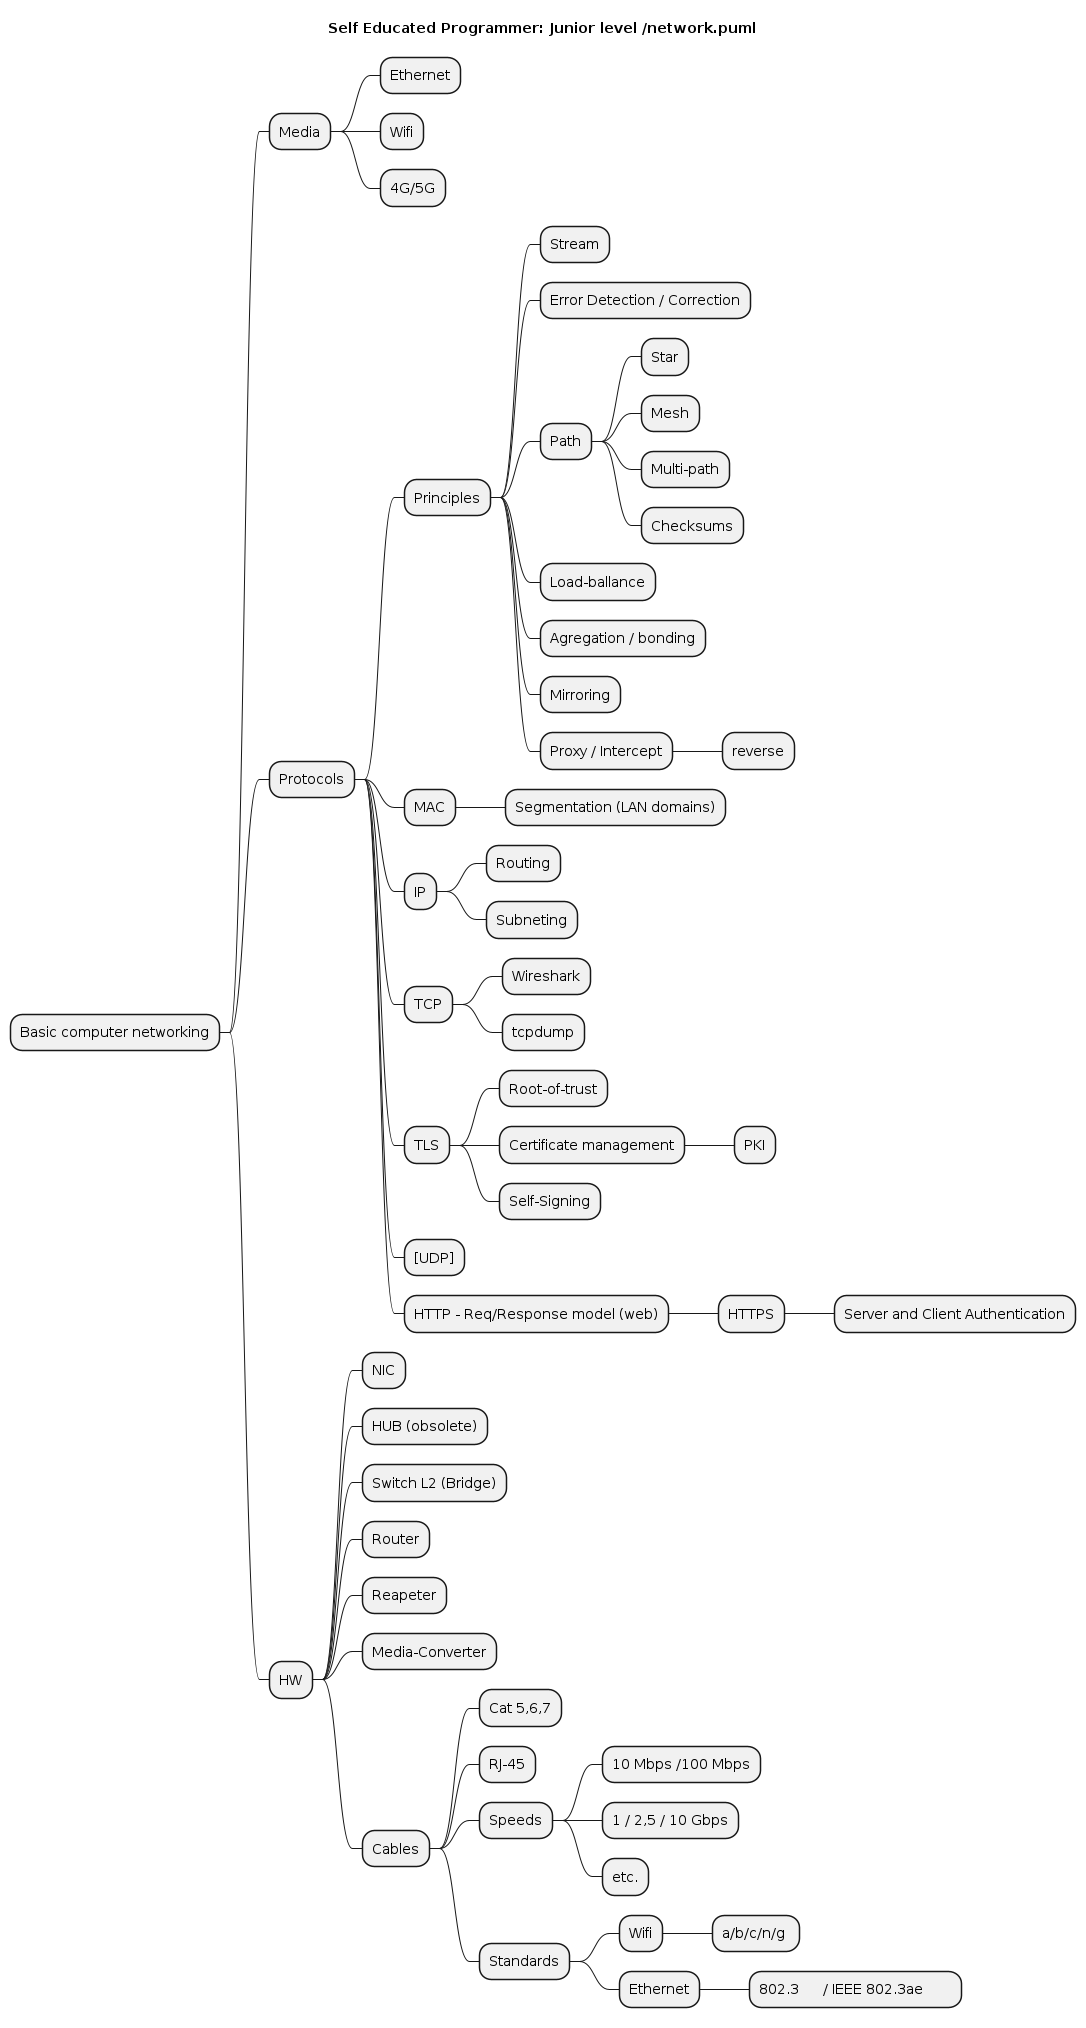 Self Educated Programmer: Junior level /network.puml
Basic computer networking
Media
Ethernet
Wifi
4G/5G
Protocols
Principles
Stream
Error Detection / Correction
Path
Star
Mesh
Multi-path
Checksums
Load-ballance
Agregation / bonding
Mirroring
Proxy / Intercept
reverse
MAC
Segmentation (LAN domains)
IP
Routing
Subneting
TCP
Wireshark
tcpdump
TLS
Root-of-trust
Certificate management
PKI
Self-Signing
[UDP]
HTTP - Req/Response model (web)
HTTPS
Server and Client Authentication
HW
NIC
HUB (obsolete)
Switch L2 (Bridge)
Router
Reapeter
Media-Converter
Cables
Cat 5,6,7
RJ-45
Speeds
10 Mbps /100 Mbps
1 / 2,5 / 10 Gbps
etc.
Standards
Wifi
a/b/c/n/g
Ethernet
802.3 / IEEE 802.3ae